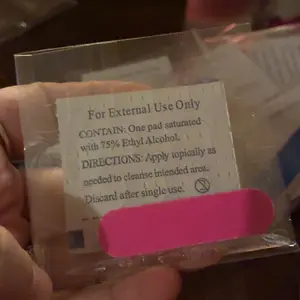 For External Use Only
CONTAIN: One pad saturated
with 75% Ethyl Alcohol.
DIRECTIONS: Apply topically as
needed to cleanse intended area.
Discard after single use.